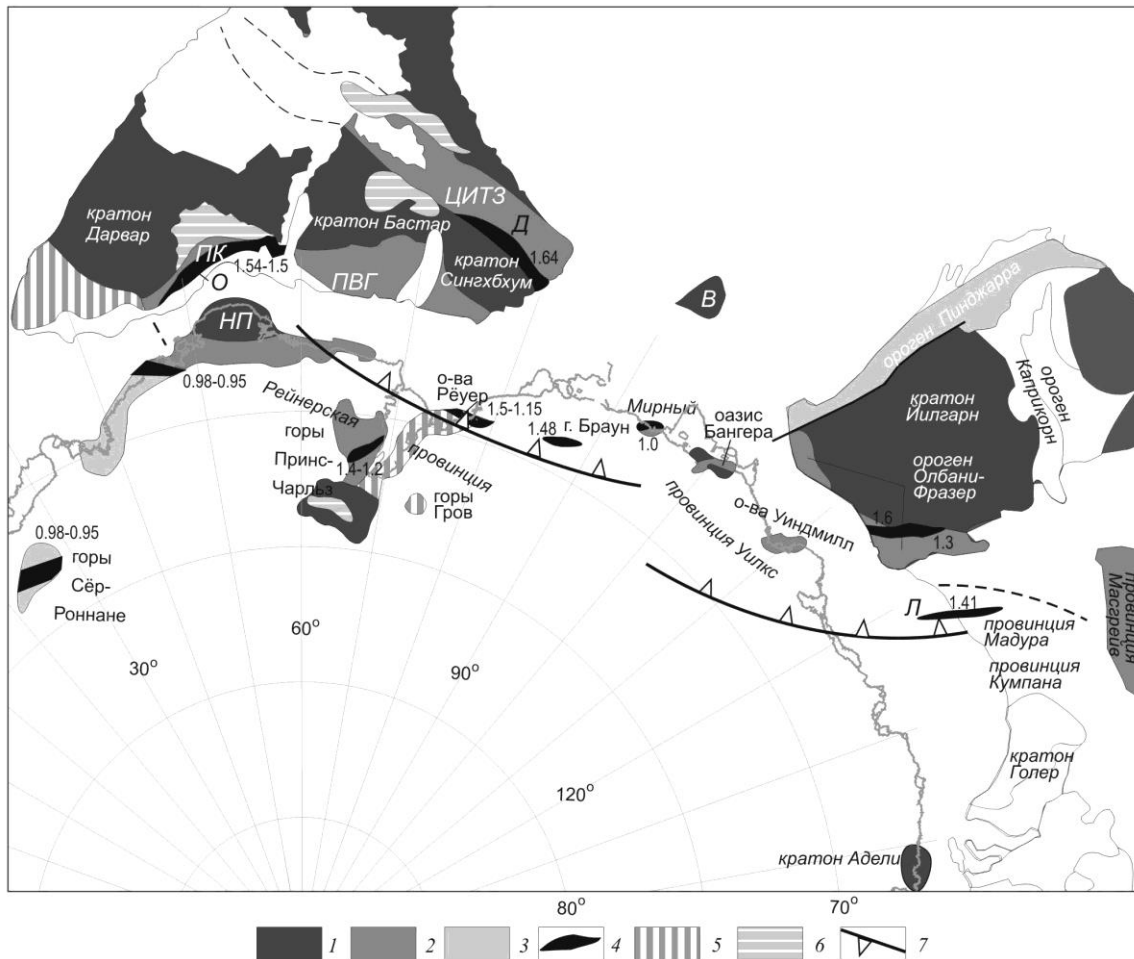 ЦИТЗ
кратон
Дарвар
кратон Бастар
Д
1.64
ПК
1.54-1.5
О
ПВГ
кратон
Сингхбхум
НП
В
ороген Пинджарра
ороген
Каприкорн
кратон
Йилгарн
ороген
Олбани-
Фразер
1.6
1.3
0.98-0.95
Рейнерская
провинция
о-ва
Рёуер
1.5-1.15
1.48
г. Браун
Мирный
1.0
оазис
Бангера
горы
Принс-
Чарльз
1.4-1.2
горы
Гров
провинция Уилкс
о-ва Уиндмилл
0.98-0.95
горы
Сёр-
Роннане
Л
1.41
провинция
Мадура
провинция
Масгрейв
провинция
Кумпана
кратон
Голер
кратон Адели
30°
60°
90°
120°
80°
70°
1
2
3
4
5
6
7